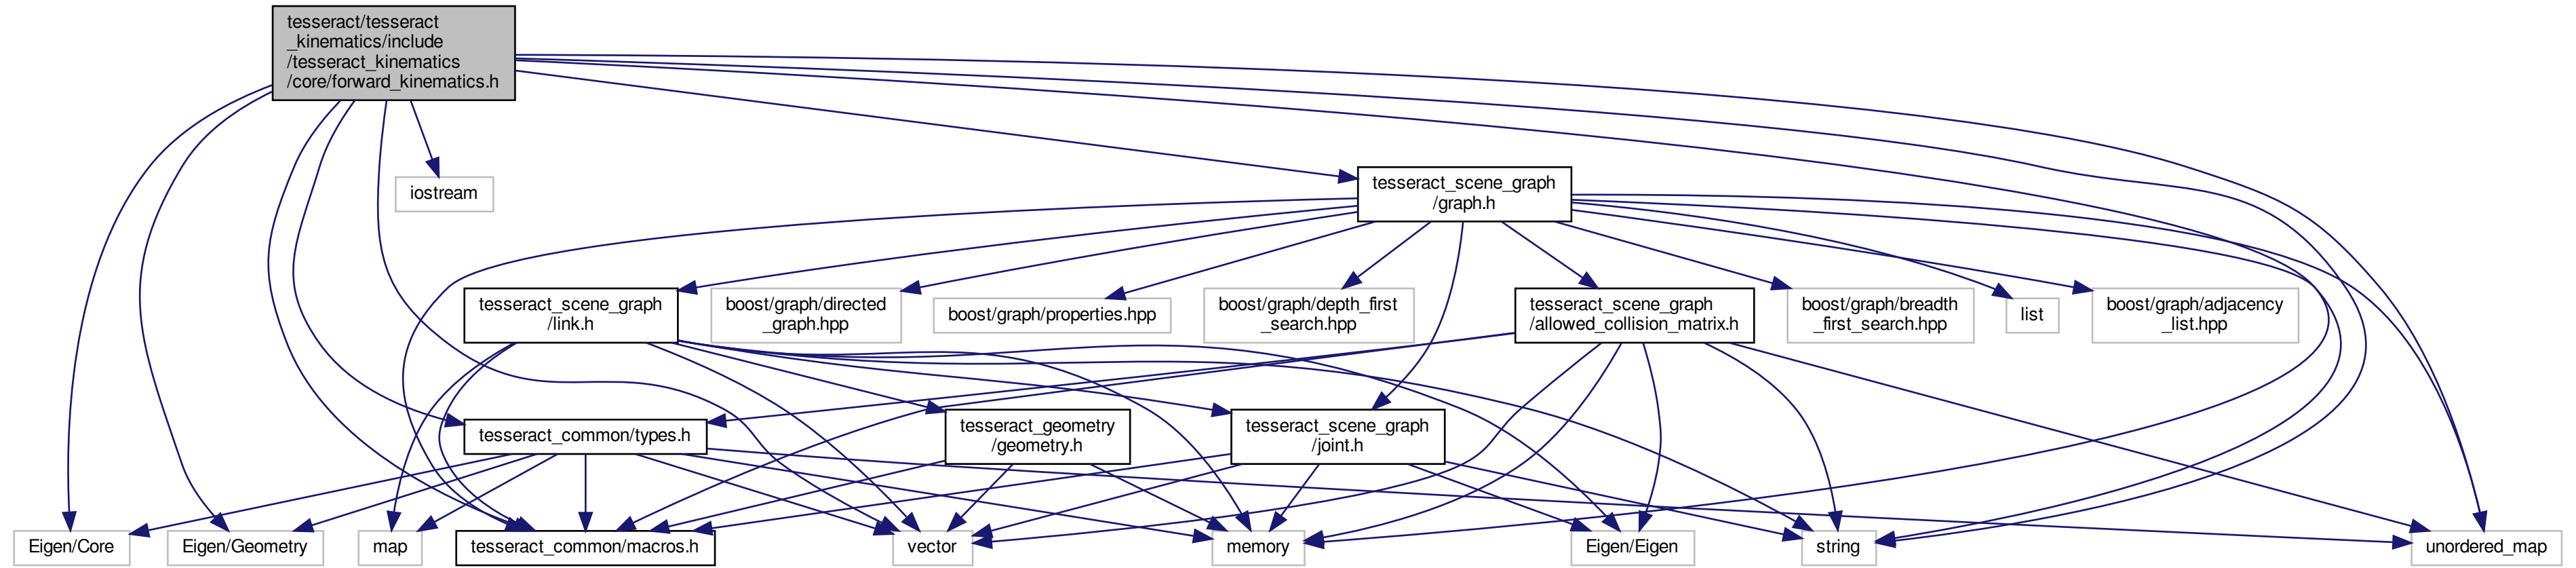 tesseract/tesseract
_kinematics/include
/tesseract_kinematics
/core/forward_kinematics.h
iostream
tesseract_scene_graph
/graph.h
tesseract_scene_graph
/link.h
boost/graph/directed
_graph.hpp
boost/graph/properties.hpp
boost/graph/depth_first
_search.hpp
tesseract_scene_graph
/allowed_collision_matrix.h
boost/graph/breadth
_first_search.hpp
list
boost/graph/adjacency
_list.hpp
tesseract_common/types.h
tesseract_geometry
/geometry.h
tesseract_scene_graph
/joint.h
Eigen/Core
Eigen/Geometry
map
tesseract_common/macros.h
vector
memory
Eigen/Eigen
string
unordered_map